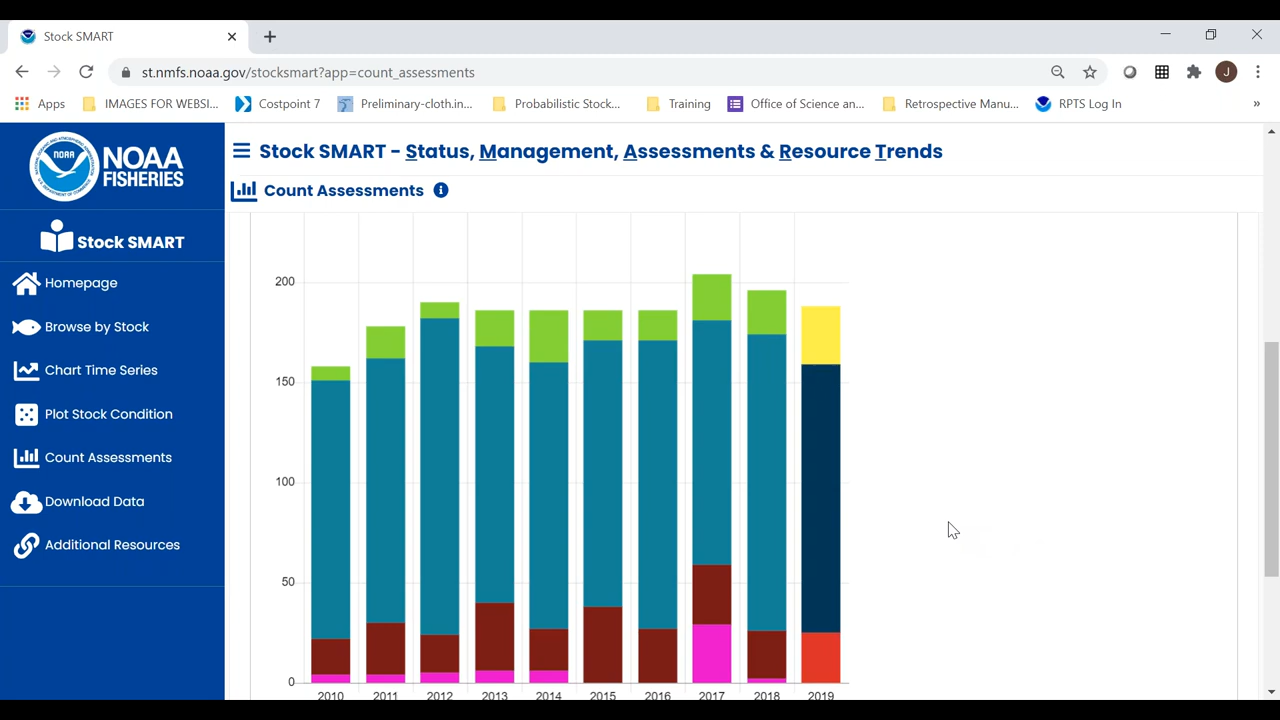 Stock SMART
st.nmfs.noaa.gov/stocksmart?app=count_assessments
J
Apps
IMAGES FOR WEBSI...
Costpoint 7
Preliminary-cloth.in...
Probabilistic Stock...
Training
Office of Science an...
Retrospective Manu...
RPTS Log In
»
NOAA
NOAA
FISHERIES
Stock SMART
Homepage
Browse by Stock
Chart Time Series
Plot Stock Condition
Count Assessments
Download Data
Additional Resources
Stock SMART - Status, Management, Assessments & Resource Trends
Count Assessments
200
150
100
50
0
2010 2011 2012 2013 2014 2015 2016 2017 2018 2019